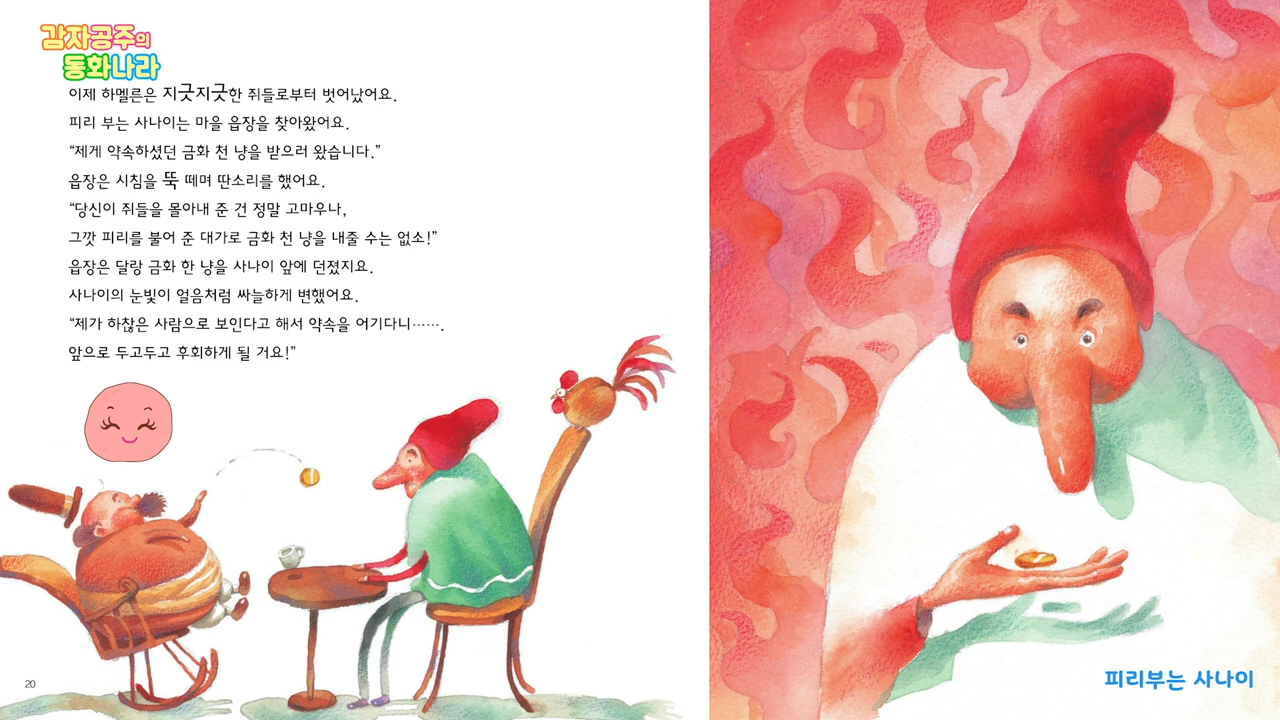 감자공주의
동화나라
이제 하멜른은 지긋지긋한 쥐들로부터 벗어났어요.
피리 부는 사나이는 마을 읍장을 찾아왔어요.
“제게 약속하셨던 금화 천 냥을 받으러 왔습니다.”
읍장은 시침을 뚝 떼며 딴소리를 했어요.
“당신이 쥐들을 몰아내 준 건 정말 고마우나,
그깟 피리를 불어 준 대가로 금화 천 냥을 내줄 수는 없소!”
읍장은 달랑 금화 한 냥을 사나이 앞에 던졌지요.
사나이의 눈빛이 얼음처럼 싸늘하게 변했어요.
“제가 하찮은 사람으로 보인다고 해서 약속을 어기다니…….
앞으로 두고두고 후회하게 될 거요!”
20
피리부는 사나이